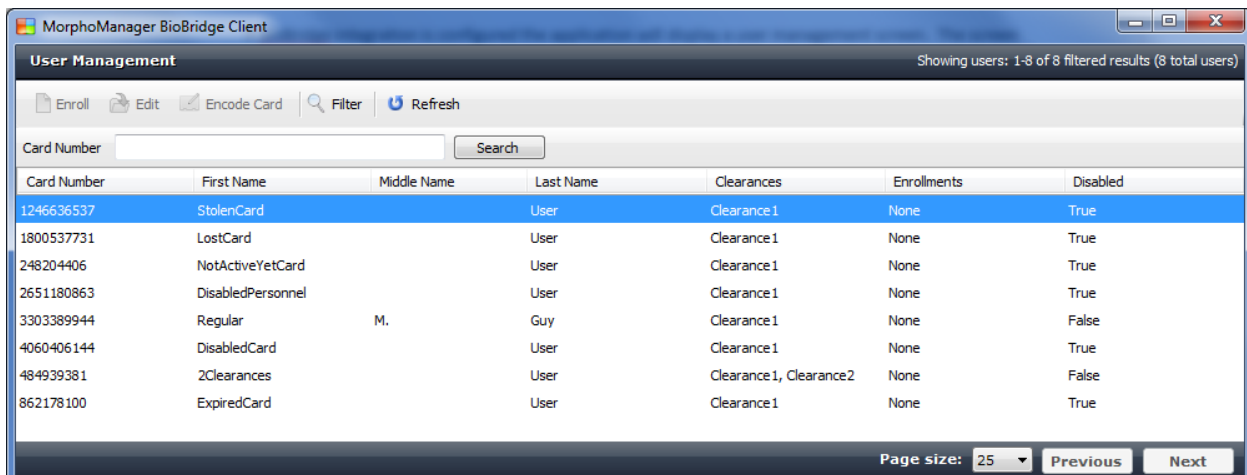 MorphoManager BioBridge Client
User Management Showing users: 1-8 of 8 filtered results (8 total users)
Enroll Edit Encode Card Filter Refresh
Card Number Search
Card Number First Name Middle Name Last Name Clearances Enrollments Disabled
1246636537 StolenCard User Clearance1 None True
1800537731 LostCard User Clearance1 None True
248204406 NotActiveYetCard User Clearance1 None True
2651180863 DisabledPersonnel User Clearance1 None True
3303389944 Regular M. Guy Clearance1 None False
4060406144 DisabledCard User Clearance1 None True
484939381 2Clearances User Clearance1, Clearance2 None False
862178100 ExpiredCard User Clearance1 None True
Page size: 25 Previous Next